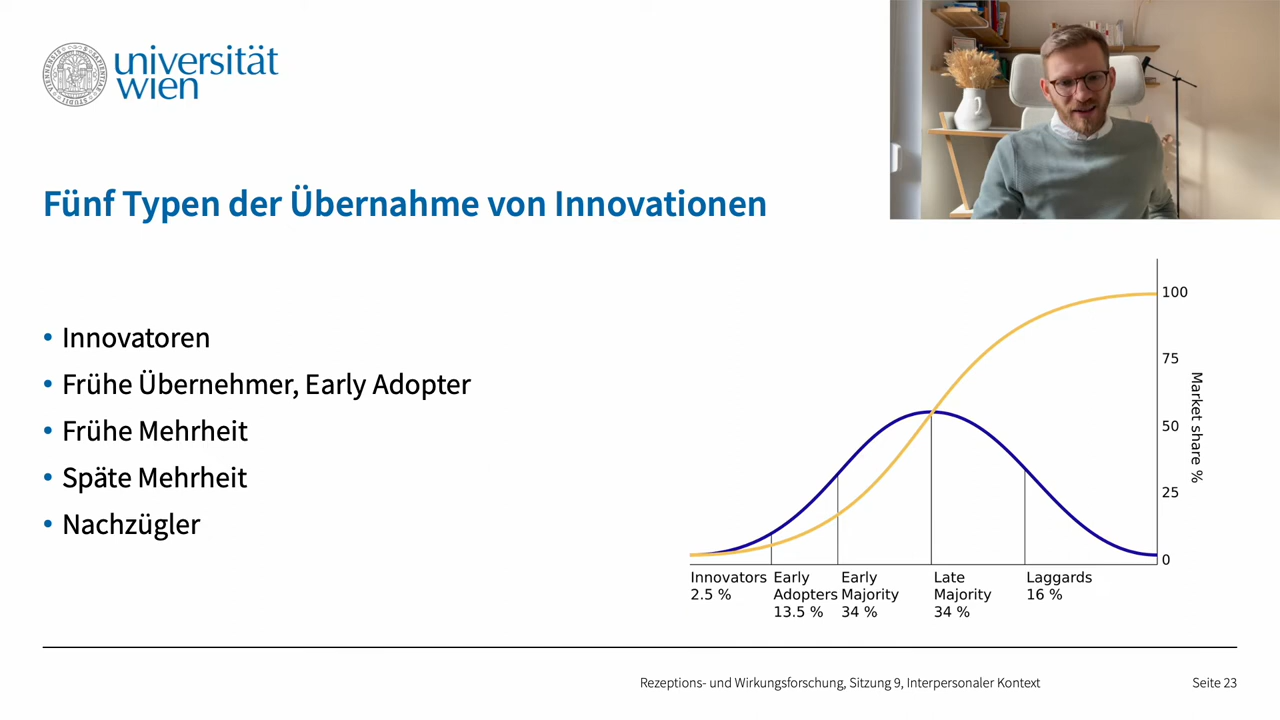 universität
wien
Fünf Typen der Übernahme von Innovationen
• Innovatoren
• Frühe Übernehmer, Early Adopter
• Frühe Mehrheit
• Späte Mehrheit
• Nachzügler
100
75
50
25
0
Market share %
Innovators
2.5 %
Early
Adopters
13.5 %
Early
Majority
34 %
Late
Majority
34 %
Laggards
16 %
Rezeptions- und Wirkungsforschung, Sitzung 9, Interpersonaler Kontext
Seite 23